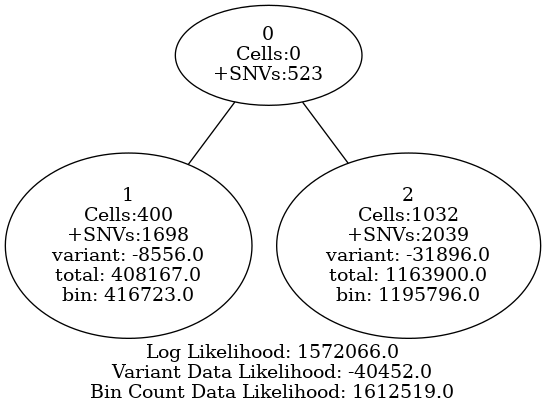 0
Cells:0
+SNVs:523
1
Cells:400
+SNVs:1698
variant: -8556.0
total: 408167.0
bin: 416723.0
2
Cells:1032
+SNVs:2039
variant: -31896.0
total: 1163900.0
bin: 1195796.0
Log Likelihood: 1572066.0
Variant Data Likelihood: -40452.0
Bin Count Data Likelihood: 1612519.0